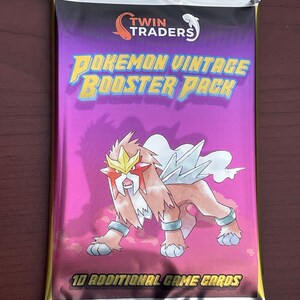 TWIN
TRADERS
POKEMON VINTAGE
BOOSTER PACK
10 ADDITIONAL GAME CARDS